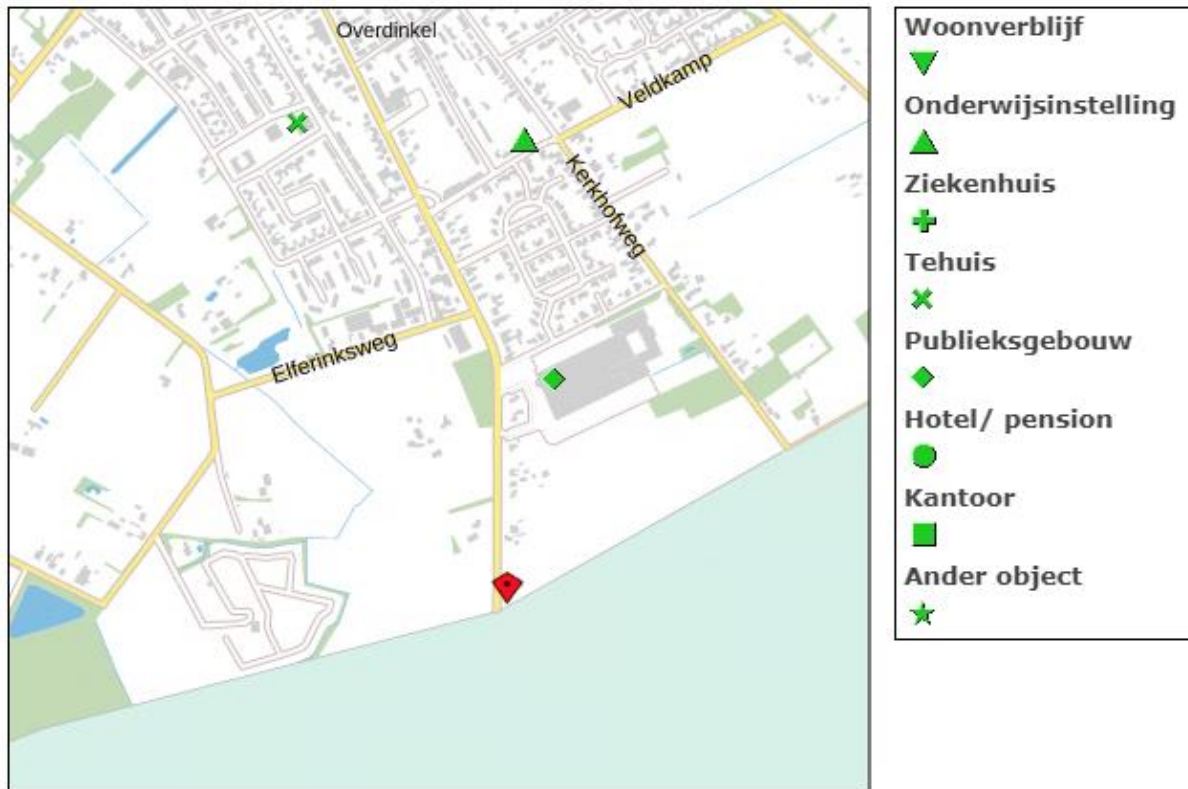 Overdinkel
Veldkamp
Kerkhofweg
Elferinksweg
Woonverblijf
Onderwijsinstelling
Ziekenhuis
Tehuis
Publieksgebouw
Hotel/ pension
Kantoor
Ander object